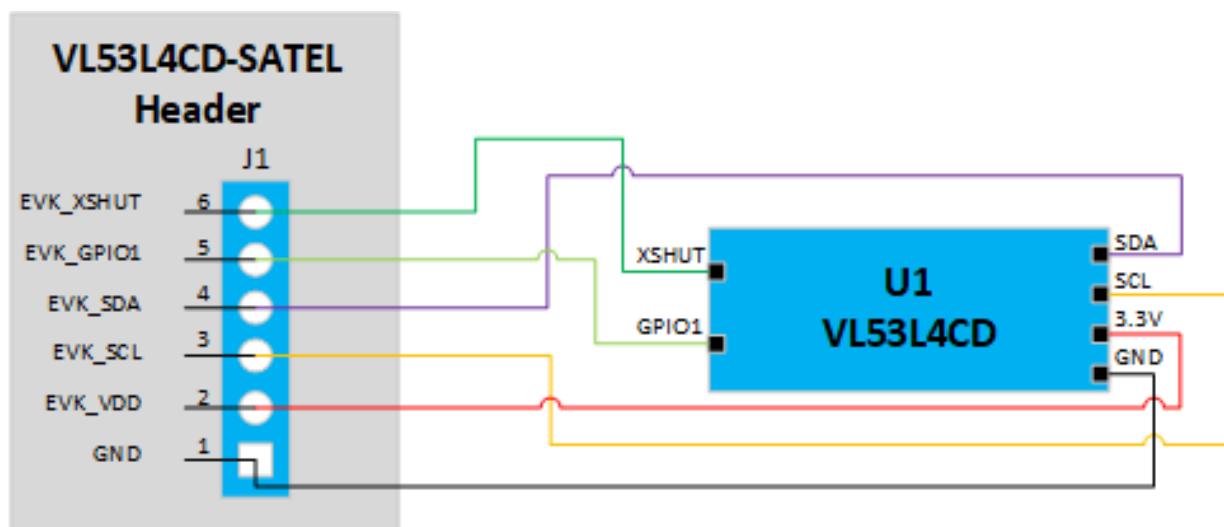 VL53L4CD-SATEL
Header
J1
EVK_XSHUT 6
EVK_GPIO1 5
EVK_SDA 4
EVK_SCL 3
EVK_VDD 2
GND 1
XSHUT
GPIO1
U1
VL53L4CD
SDA
SCL
3.3V
GND